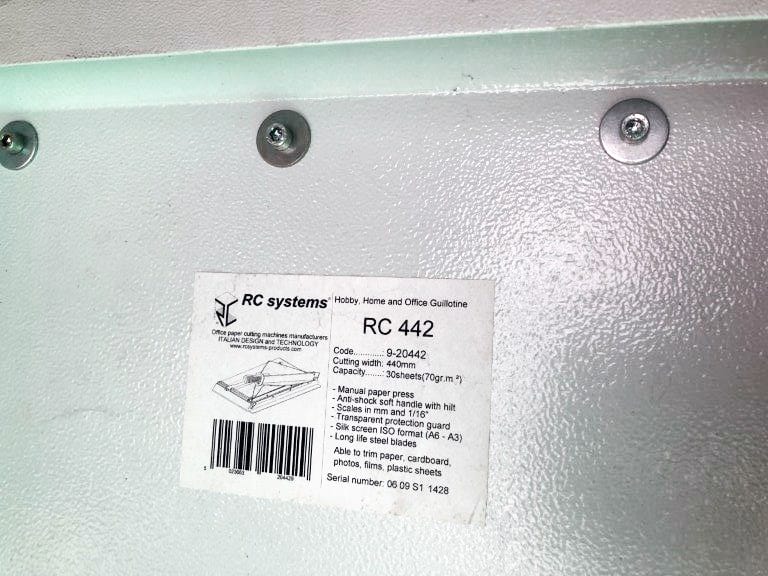 RC systems®
Office paper cutting machines manufacturers
ITALIAN DESIGN and TECHNOLOGY
www.rcsystems-products.com
Hobby, Home and Office Guillotine
RC 442
Code............: 9-20442
Cutting width: 440mm
Capacity.......: 30sheets(70gr.m ²)
- Manual paper press
- Anti-shock soft handle with hilt
- Scales in mm and 1/16"
- Transparent protection guard
- Silk screen ISO format (A6 - A3)
- Long life steel blades
Able to trim paper, cardboard,
photos, films, plastic sheets
Serial number: 06 09 S1 1428